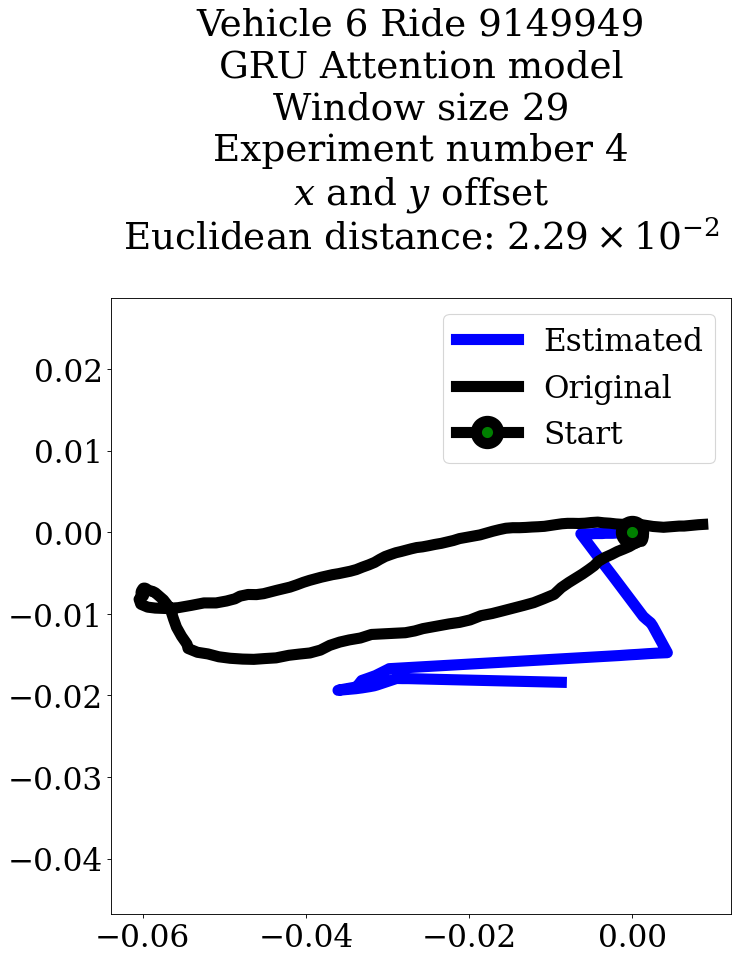 Vehicle 6 Ride 9149949
GRU Attention model
Window size 29
Experiment number 4
x and y offset
Euclidean distance: 2.29 × 10⁻²
Estimated
Original
Start
0.02
0.01
0.00
−0.01
−0.02
−0.03
−0.04
−0.06 −0.04 −0.02 0.00